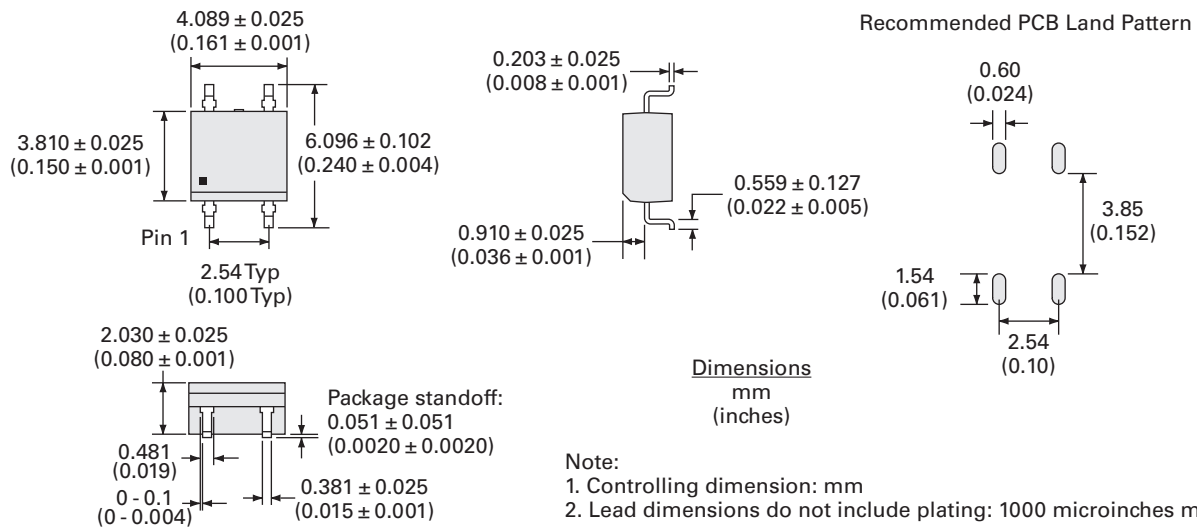 4.089 ± 0.025
(0.161 ± 0.001)
3.810 ± 0.025
(0.150 ± 0.001)
6.096 ± 0.102
(0.240 ± 0.004)
Pin 1
2.54 Typ
(0.100 Typ)
0.203 ± 0.025
(0.008 ± 0.001)
0.559 ± 0.127
(0.022 ± 0.005)
0.910 ± 0.025
(0.036 ± 0.001)
Recommended PCB Land Pattern
0.60
(0.024)
3.85
(0.152)
1.54
(0.061)
2.54
(0.10)
2.030 ± 0.025
(0.080 ± 0.001)
Package standoff:
0.051 ± 0.051
(0.0020 ± 0.0020)
0.481
(0.019)
0 - 0.1
(0 - 0.004)
0.381 ± 0.025
(0.015 ± 0.001)
Dimensions
mm
(inches)
Note:
1. Controlling dimension: mm
2. Lead dimensions do not include plating: 1000 microinches